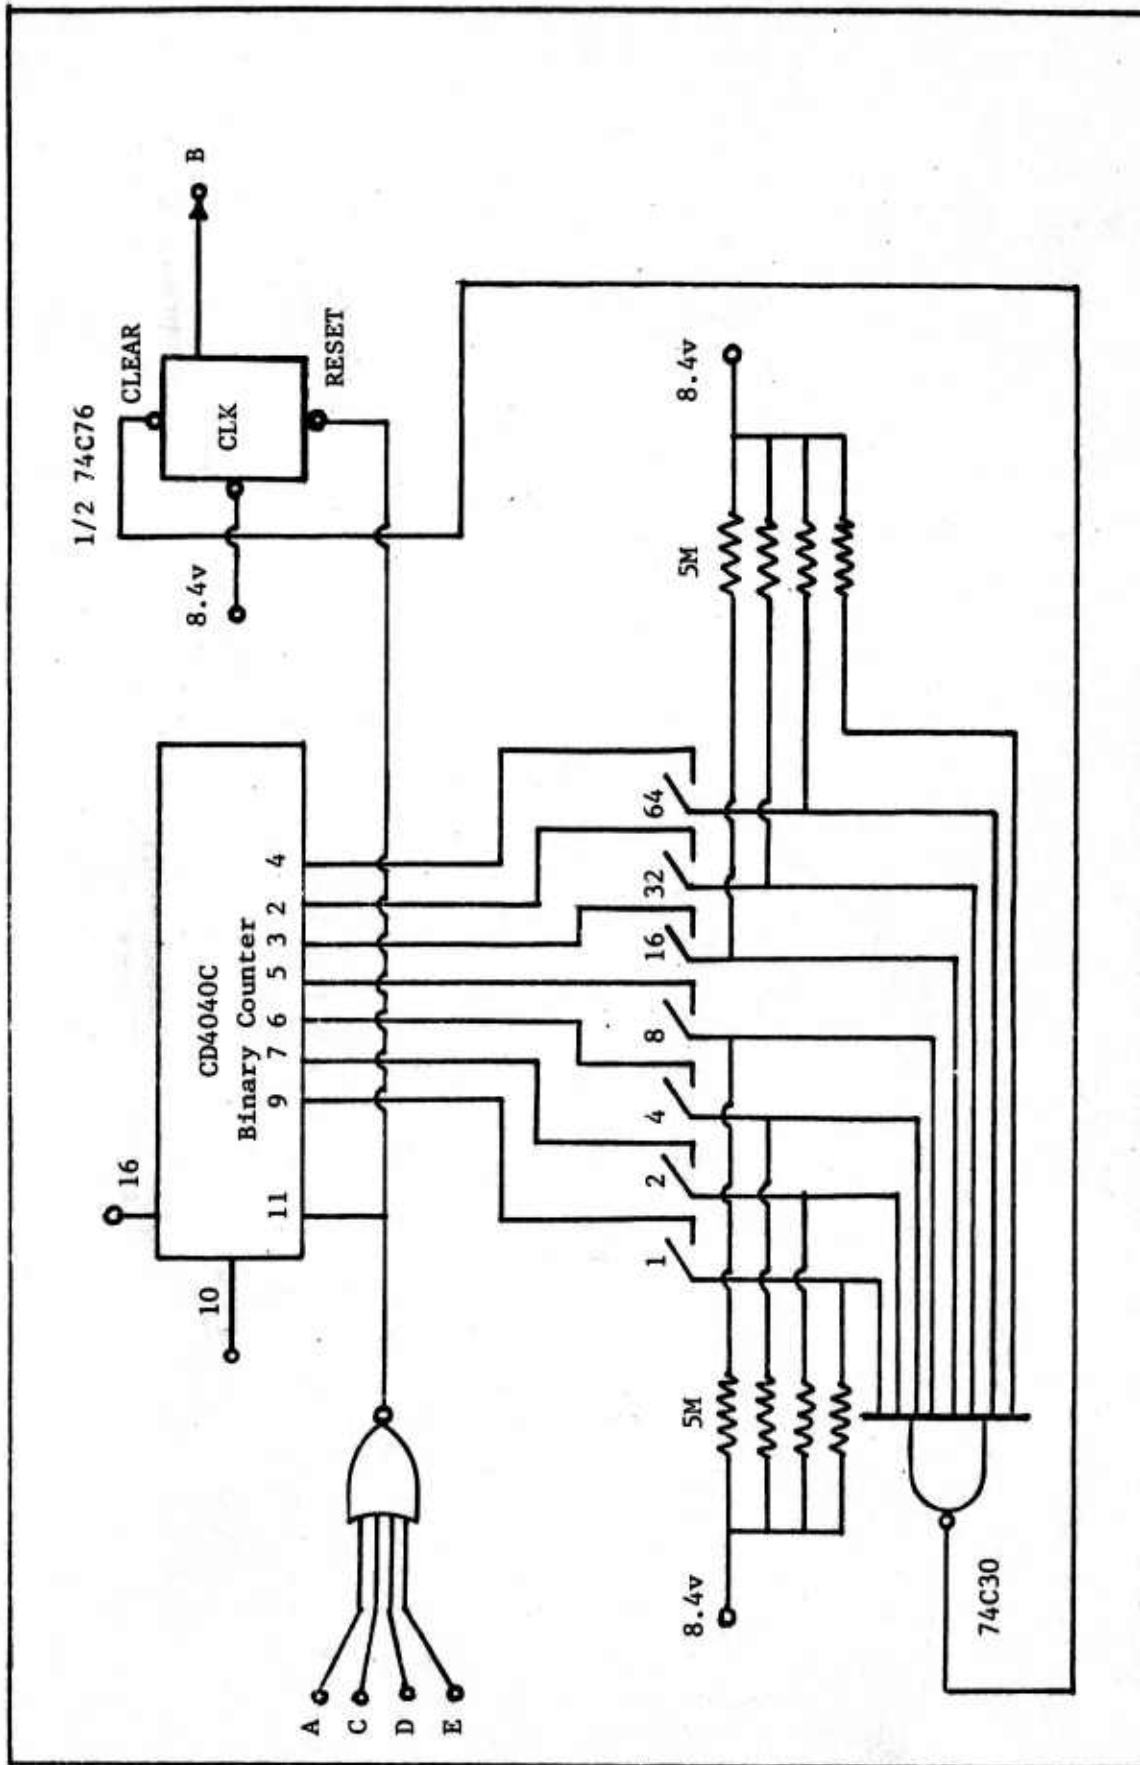 1/2 74C76
CLEAR
B
CLK
RESET
8.4v
16
10
CD4040C
Binary Counter
11
9
7
6
5
3
2
4
A
C
D
E
1
2
4
8
16
32
64
8.4v
5M
5M
8.4v
74C30